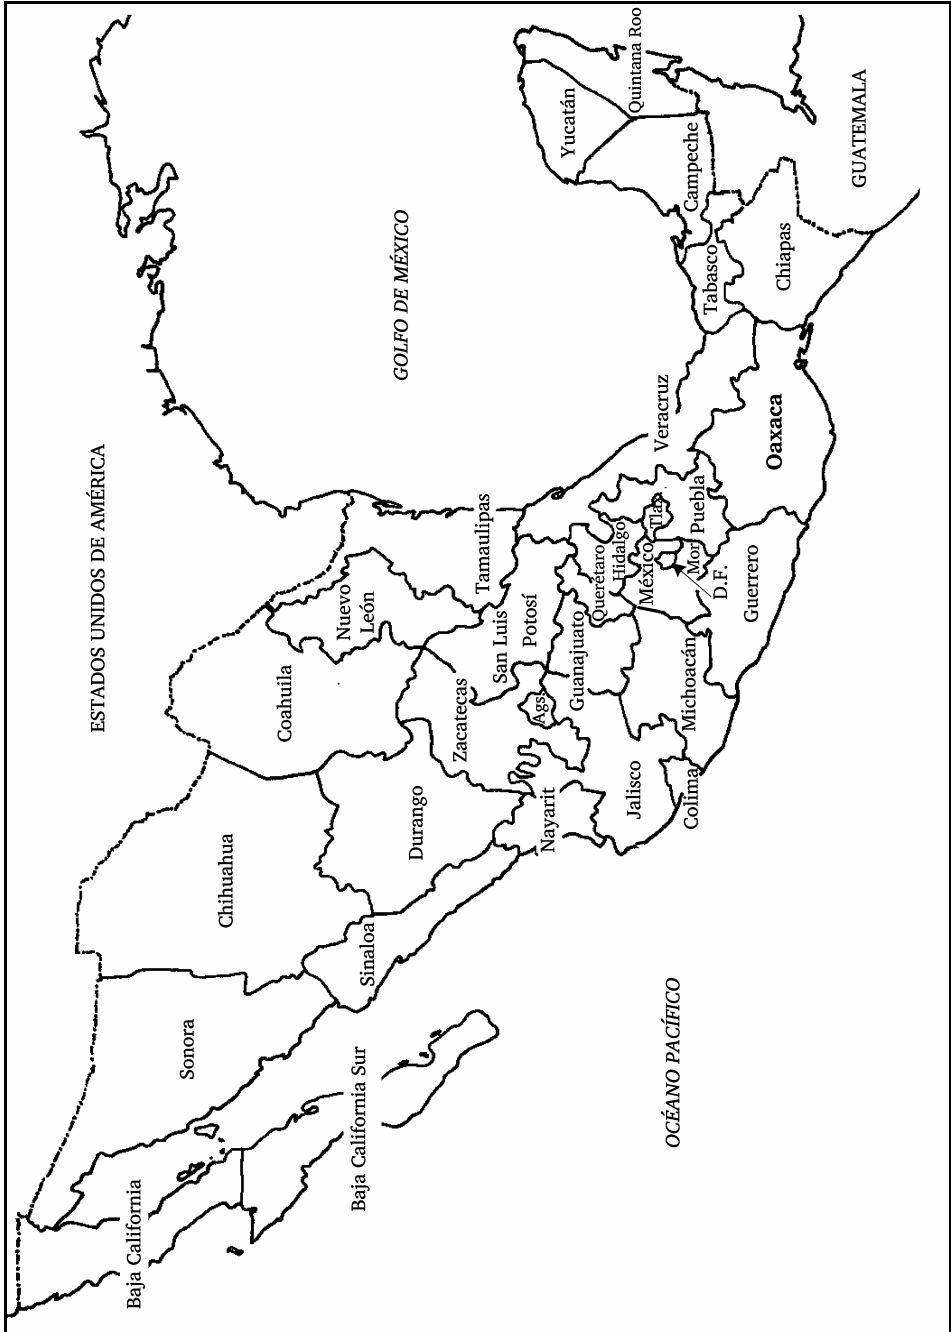 ESTADOS UNIDOS DE AMÉRICA
Baja California
Sonora
Chihuahua
Coahuila
Nuevo
León
Tamaulipas
Baja California Sur
Sinaloa
Durango
Zacatecas
San Luis
Potosí
GOLFO DE MÉXICO
Nayarit
Ags.
Guanajuato
Querétaro
Hidalgo
Jalisco
México
Tlax.
Veracruz
Colima
Michoacán
Mor
Puebla
D.F.
Guerrero
Oaxaca
Tabasco
Campeche
Yucatán
Quintana Roo
Chiapas
GUATEMALA
OCÉANO PACÍFICO